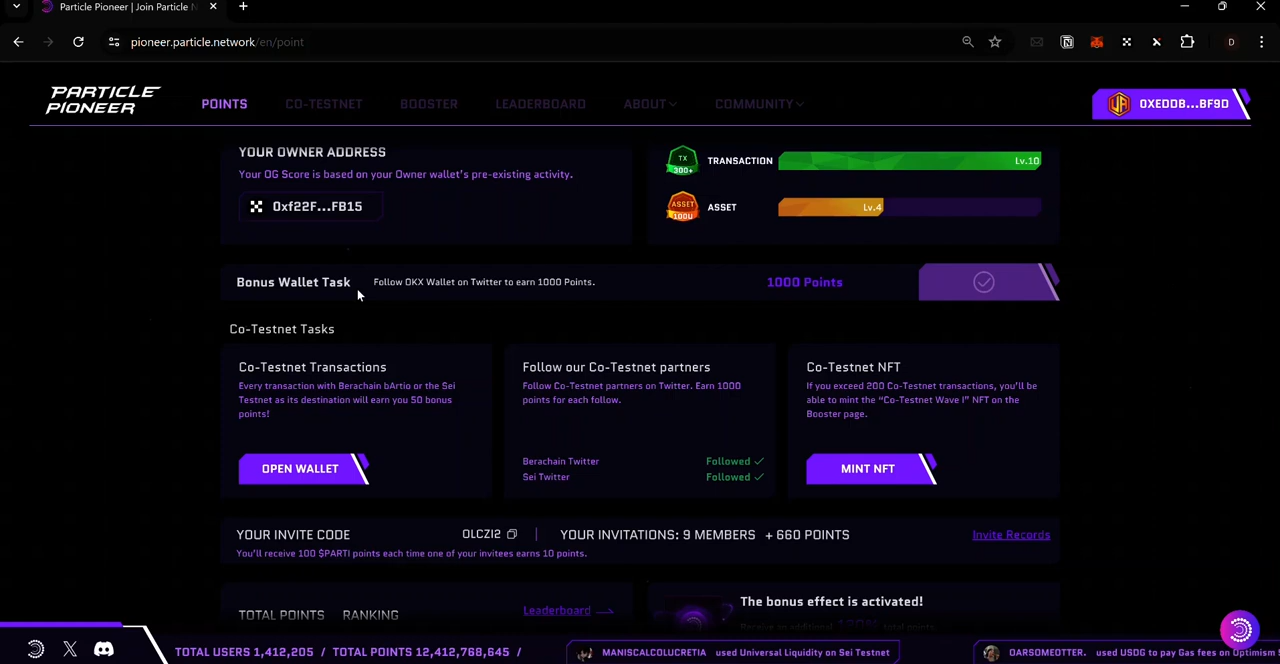 Particle Pioneer | Join Particle N
pioneer.particle.network/en/point
D
PARTICLE
PIONEER
POINTS
CO-TESTNET
BOOSTER
LEADERBOARD
ABOUT
COMMUNITY
0XEDDB...BF9D
YOUR OWNER ADDRESS
Your OG Score is based on your Owner wallet's pre-existing activity.
0xf22F...FB15
TX
300+
TRANSACTION
Lv.10
ASSET
100U
ASSET
Lv.4
Bonus Wallet Task
Follow OKX Wallet on Twitter to earn 1000 Points.
1000 Points
Co-Testnet Tasks
Co-Testnet Transactions
Every transaction with Berachain bArtio or the Sei
Testnet as its destination will earn you 50 bonus
points!
OPEN WALLET
Follow our Co-Testnet partners
Follow Co-Testnet partners on Twitter. Earn 1000
points for each follow.
Berachain Twitter Followed
Sei Twitter Followed
Co-Testnet NFT
If you exceed 200 Co-Testnet transactions, you'll be
able to mint the "Co-Testnet Wave I" NFT on the
Booster page.
MINT NFT
YOUR INVITE CODE
OLCZI2 | YOUR INVITATIONS: 9 MEMBERS + 660 POINTS
Invite Records
You'll receive 100 $PARTI points each time one of your invitees earns 10 points.
TOTAL POINTS RANKING
Leaderboard
The bonus effect is activated!
Receive an additional 120% total points.
TOTAL USERS 1,412,205 / TOTAL POINTS 12,412,768,645 /
MANISCALCOLUCRETIA used Universal Liquidity on Sei Testnet
DARSOMEOTTER. used USDG to pay Gas fees on Optimism S